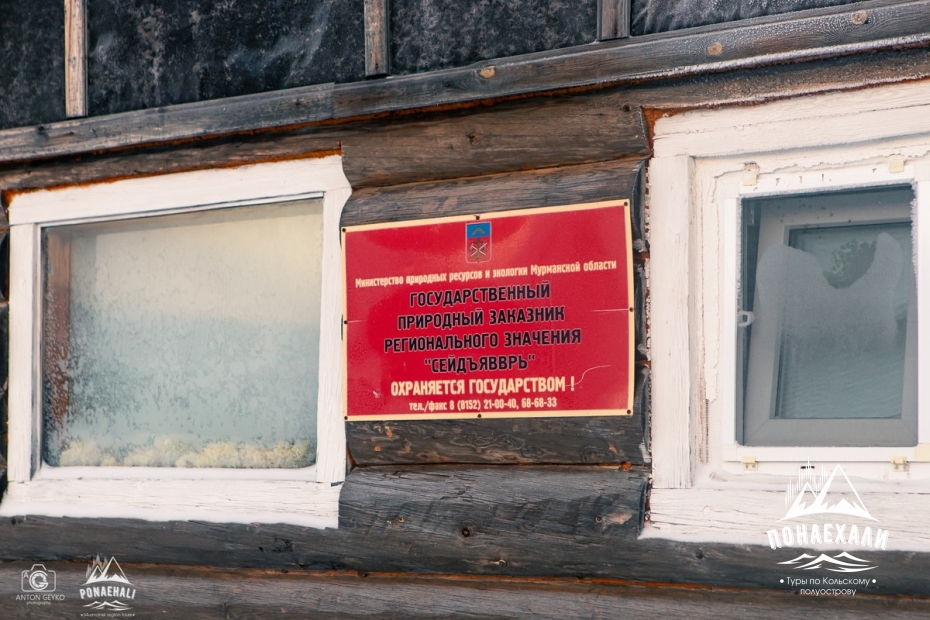 Министерство природных ресурсов и экологии Мурманской области
ГОСУДАРСТВЕННЫЙ
ПРИРОДНЫЙ ЗАКАЗНИК
РЕГИОНАЛЬНОГО ЗНАЧЕНИЯ
"СЕЙДЪЯВВРЬ"
ОХРАНЯЕТСЯ ГОСУДАРСТВОМ !
тел./факс 8 (8152) 21-00-40, 68-68-33
ПОНАЕХАЛИ
• Туры по Кольскому •
полуострову
ANTON GEYKO
photography
PONAEHALI